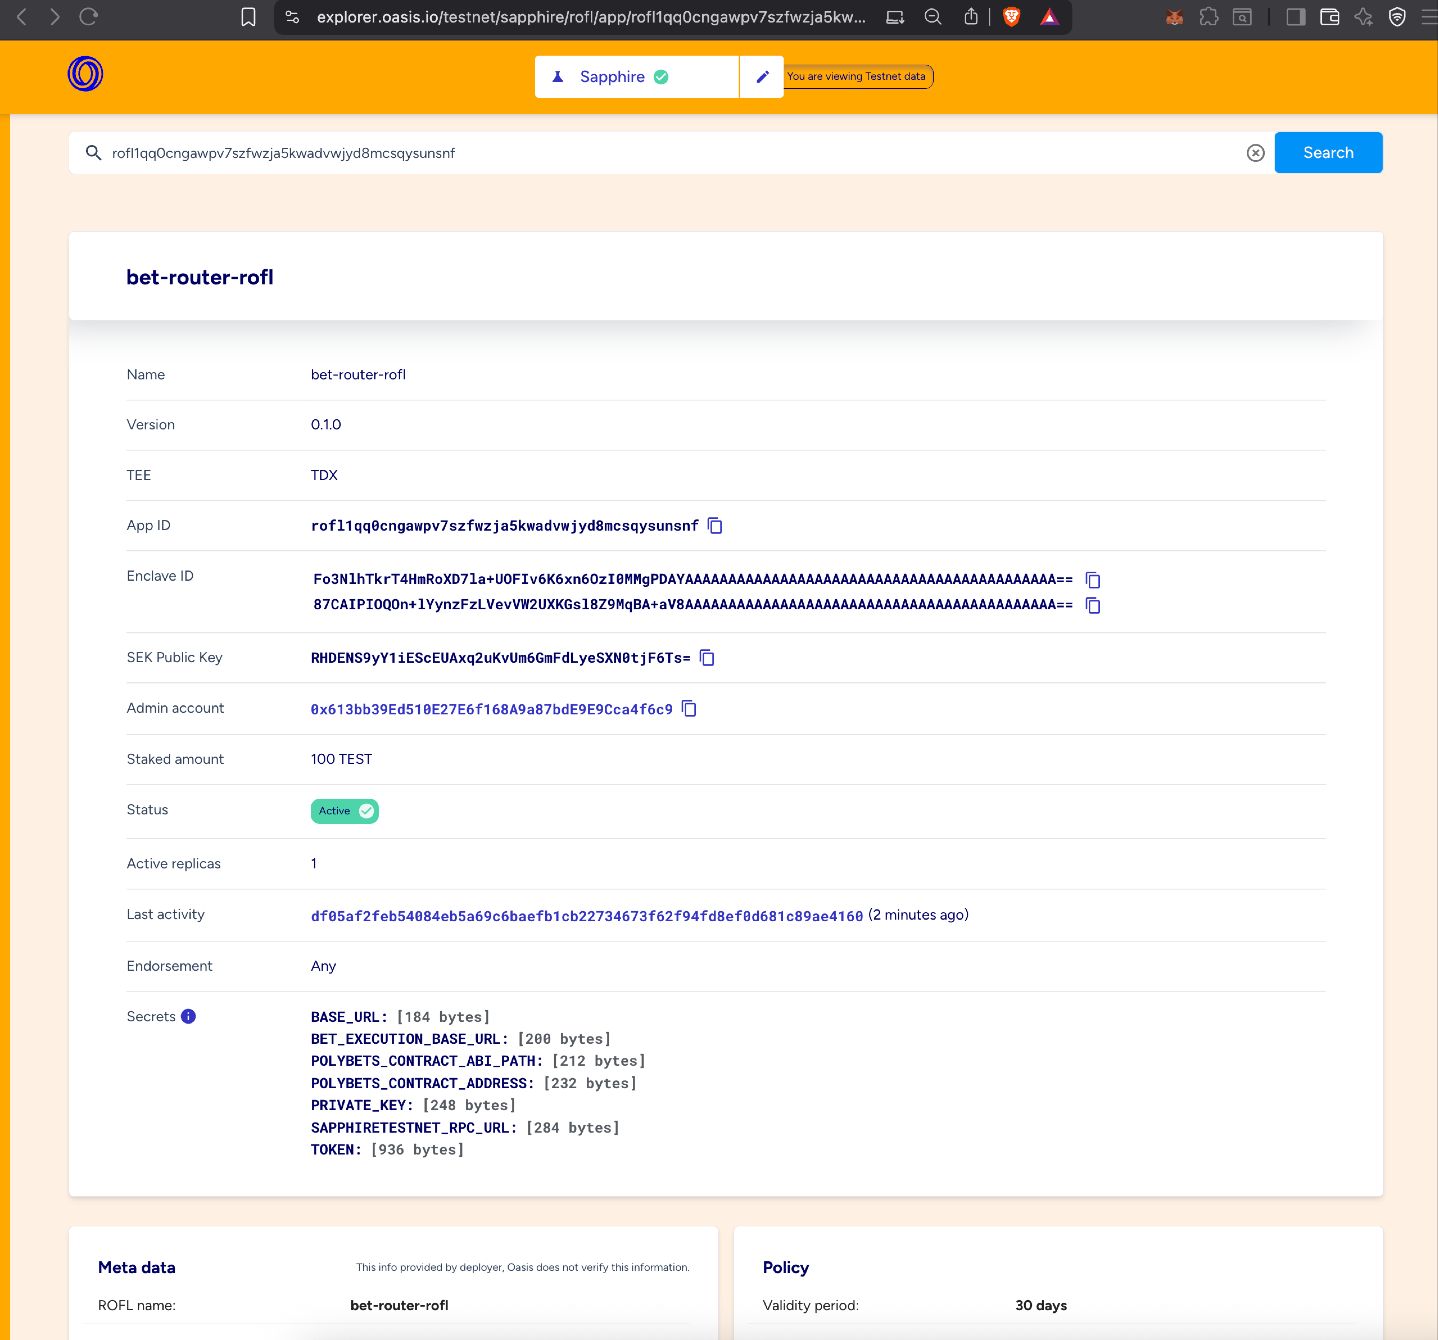 explorer.oasis.io/testnet/sapphire/rofl/app/rofl1qq0cngawpv7szfwzja5kw...
Sapphire
You are viewing Testnet data
rofl1qq0cngawpv7szfwzja5kwadvwjyd8mcsqysunsnf
Search
bet-router-rofl
Name bet-router-rofl
Version 0.1.0
TEE TDX
App ID rofl1qq0cngawpv7szfwzja5kwadvwjyd8mcsqysunsnf
Enclave ID Fo3NlhTkrT4HmRoXD7la+UOFIv6K6xn6OzI0MMgPDAYAAAAAAAAAAAAAAAAAAAAAAAAAAAAAAAAAAAAAAAAAAA==
87CAIPIOQOn+lYynzFzLVevVW2UXKGsl8Z9MqBA+aV8AAAAAAAAAAAAAAAAAAAAAAAAAAAAAAAAAAAAAAAAAAA==
SEK Public Key RHDENS9yY1iEScEUAxq2uKvUm6GmFdLyeSXN0tjF6Ts=
Admin account 0x613bb39Ed510E27E6f168A9a87bdE9E9Cca4f6c9
Staked amount 100 TEST
Status Active
Active replicas 1
Last activity df05af2feb54084eb5a69c6baefb1cb22734673f62f94fd8ef0d681c89ae4160 (2 minutes ago)
Endorsement Any
Secrets BASE_URL: [184 bytes]
BET_EXECUTION_BASE_URL: [200 bytes]
POLYBETS_CONTRACT_ABI_PATH: [212 bytes]
POLYBETS_CONTRACT_ADDRESS: [232 bytes]
PRIVATE_KEY: [248 bytes]
SAPPHIRETESTNET_RPC_URL: [284 bytes]
TOKEN: [936 bytes]
Meta data This info provided by deployer, Oasis does not verify this information.
ROFL name: bet-router-rofl
Policy
Validity period: 30 days